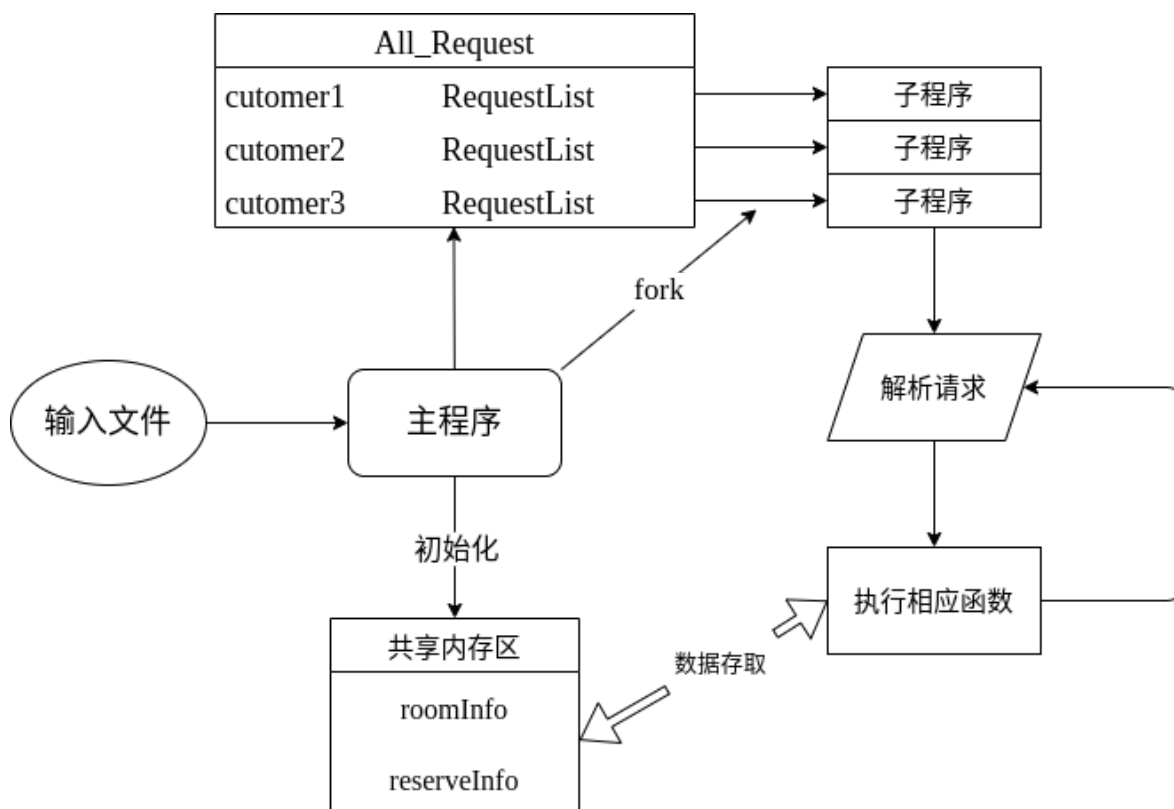 All_Request
cutomer1 RequestList
cutomer2 RequestList
cutomer3 RequestList
子程序
子程序
子程序
fork
解析请求
输入文件
主程序
初始化
执行相应函数
共享内存区
数据存取
roomInfo
reserveInfo